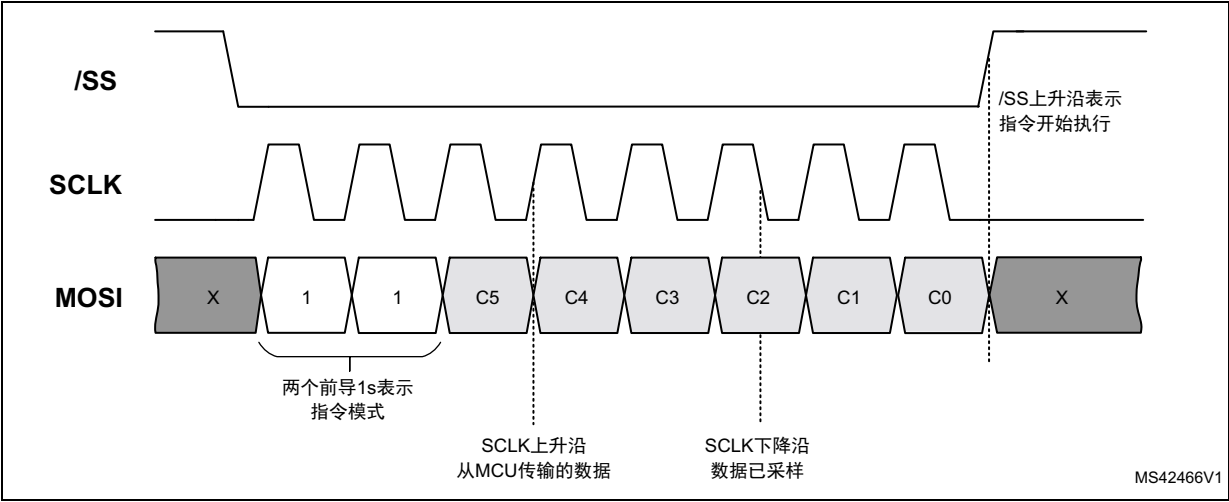 /SS
/SS上升沿表示
指令开始执行
SCLK
MOSI
X
1
1
C5
C4
C3
C2
C1
C0
X
两个前导1s表示
指令模式
SCLK上升沿
从MCU传输的数据
SCLK下降沿
数据已采样
MS42466V1